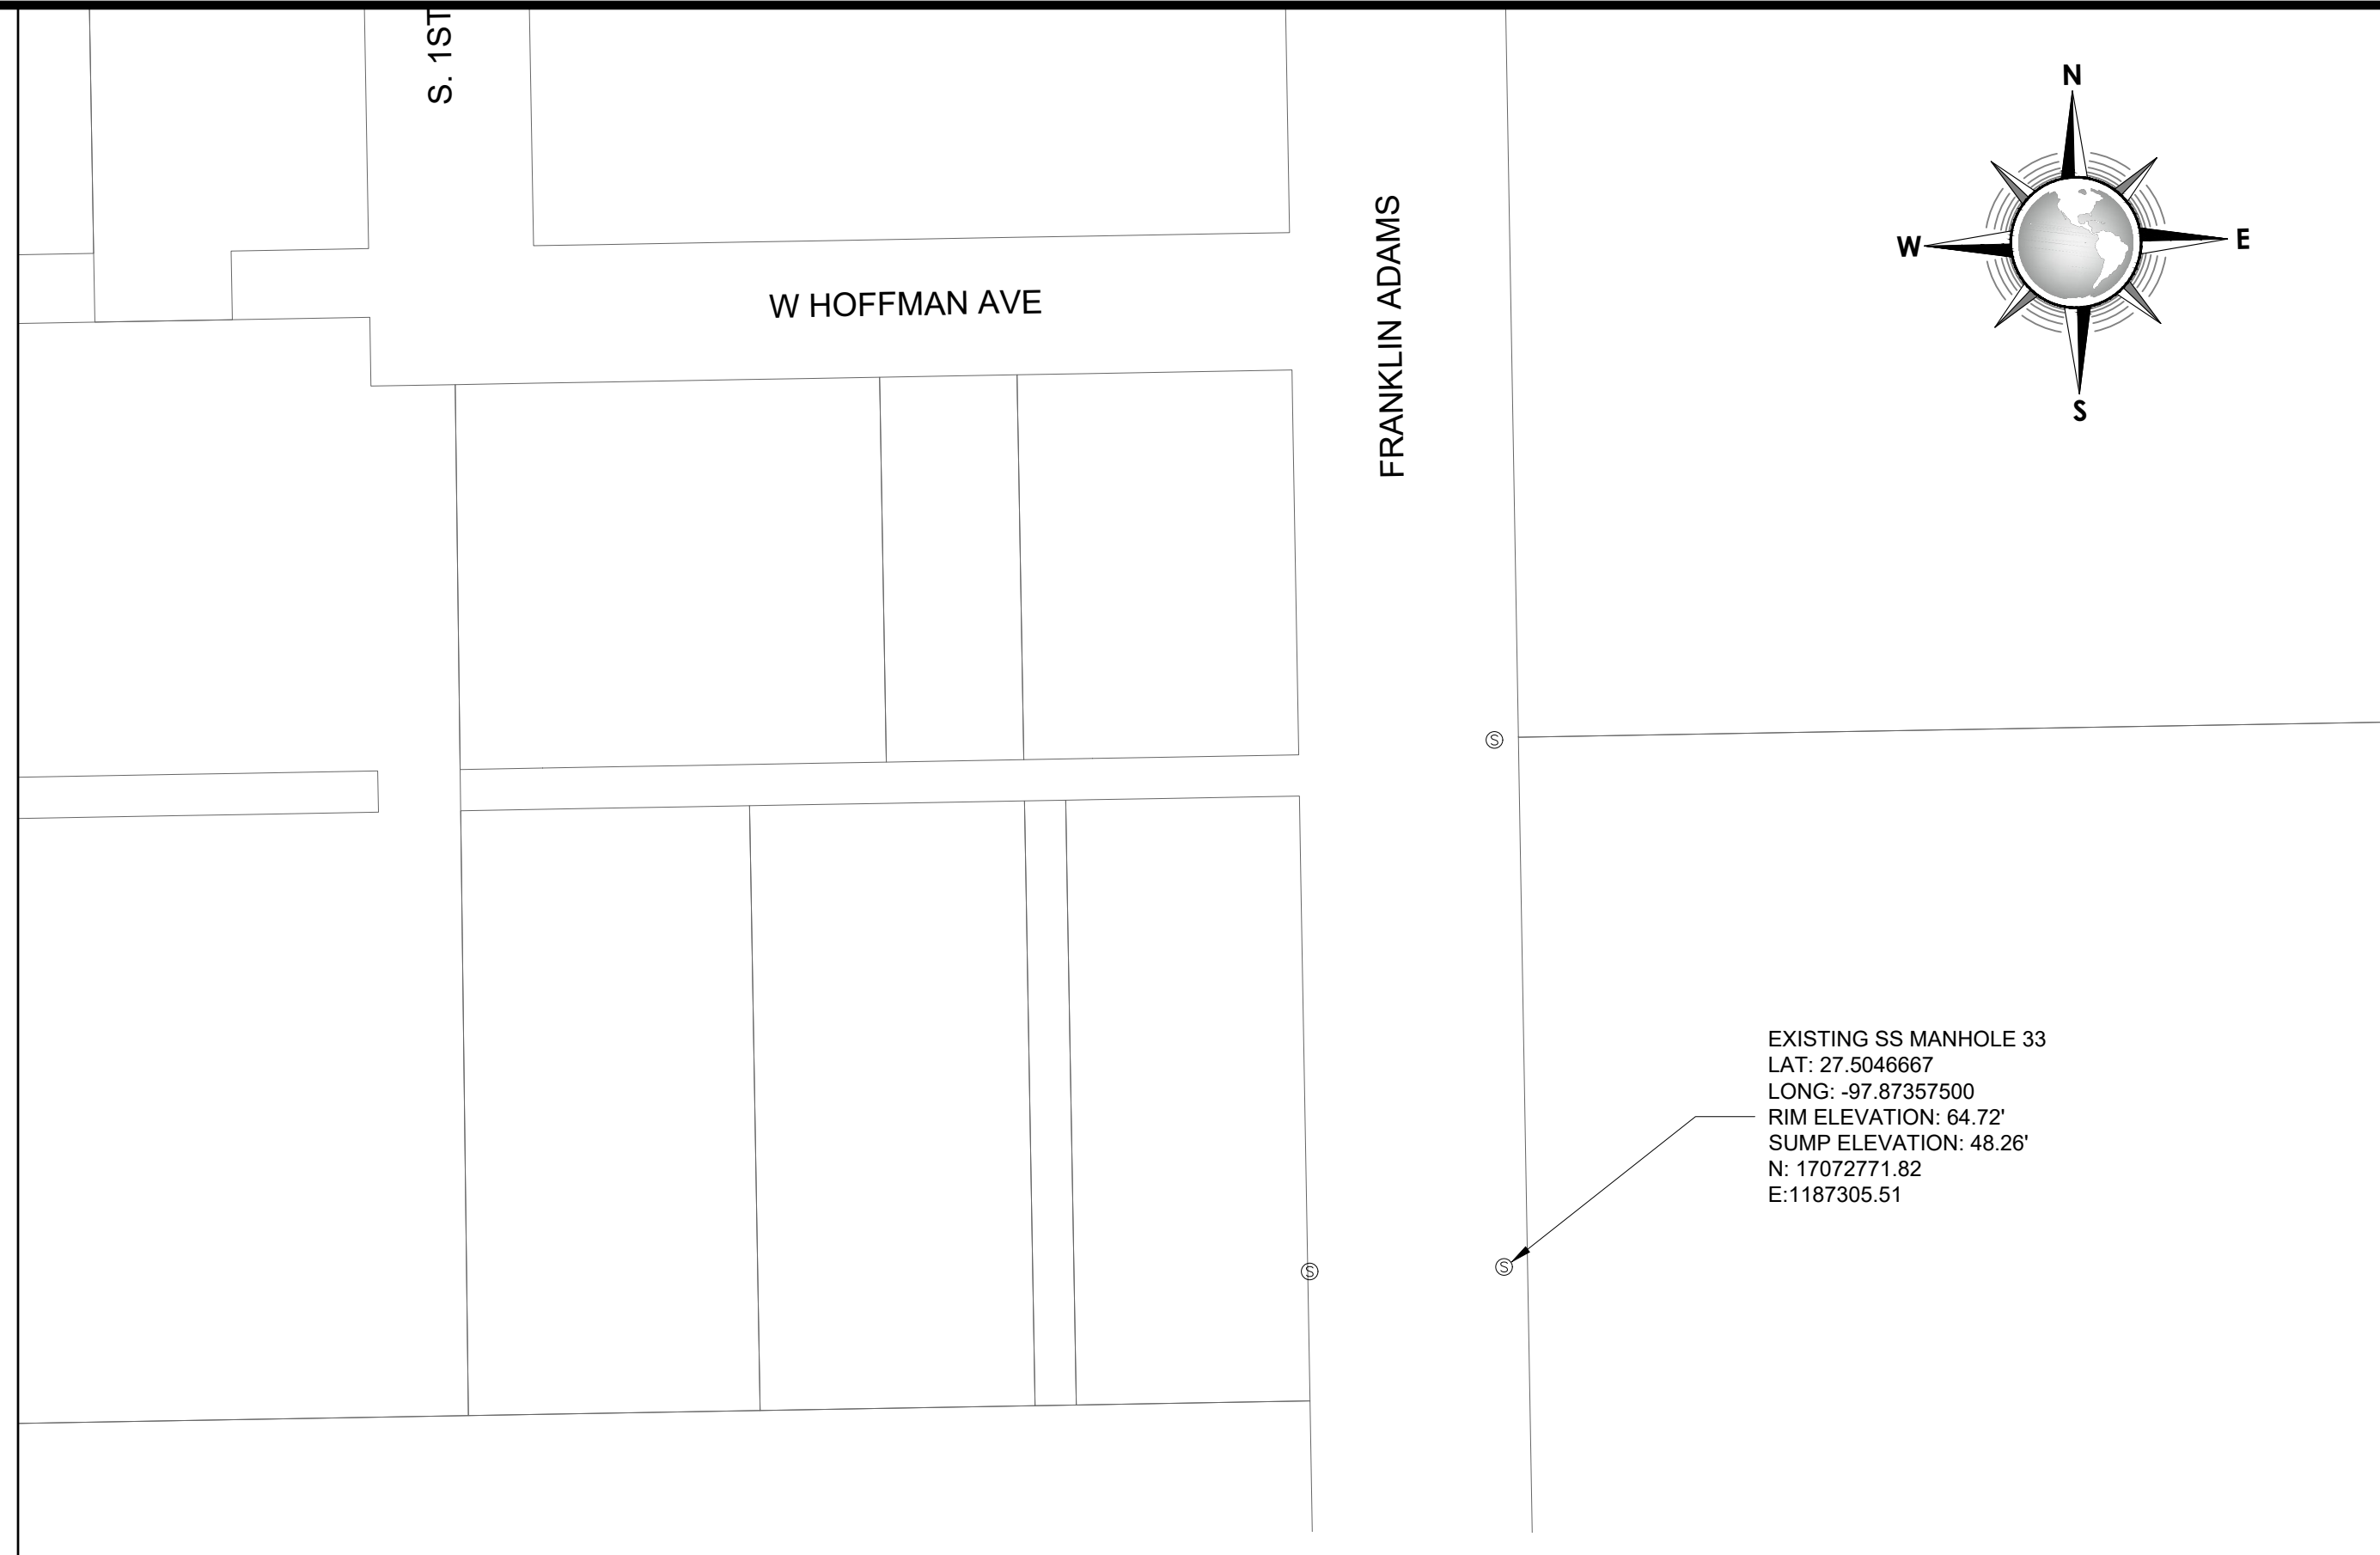 S. 1ST
N
W
E
S
FRANKLIN ADAMS
W HOFFMAN AVE
S
EXISTING SS MANHOLE 33
LAT: 27.5046667
LONG: -97.87357500
RIM ELEVATION: 64.72'
SUMP ELEVATION: 48.26'
N: 17072771.82
E:1187305.51
S
S